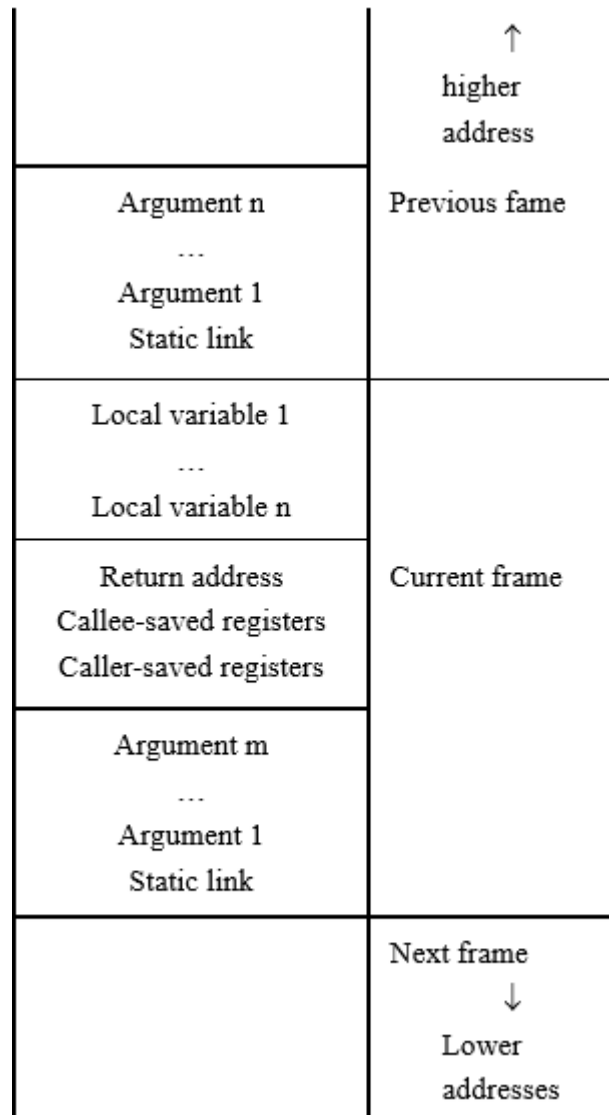 ↑
higher
address
Argument n Previous fame
…
Argument 1
Static link
Local variable 1
…
Local variable n
Return address Current frame
Callee-saved registers
Caller-saved registers
Argument m
…
Argument 1
Static link
Next frame
↓
Lower
addresses